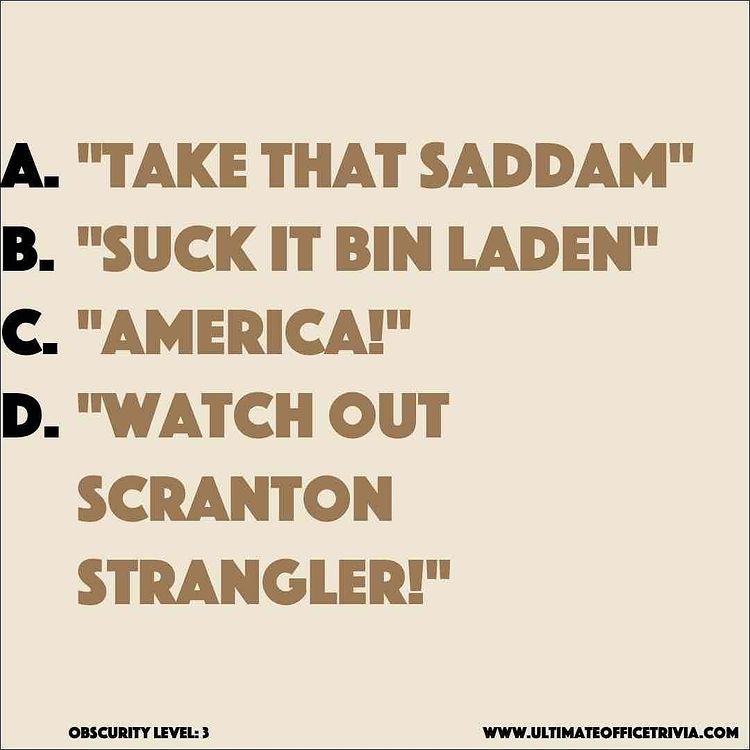 A. "TAKE THAT SADDAM"
B. "SUCK IT BIN LADEN"
C. "AMERICA!"
D. "WATCH OUT
SCRANTON
STRANGLER!"
OBSCURITY LEVEL: 3
WWW.ULTIMATEOFFICETRIVIA.COM